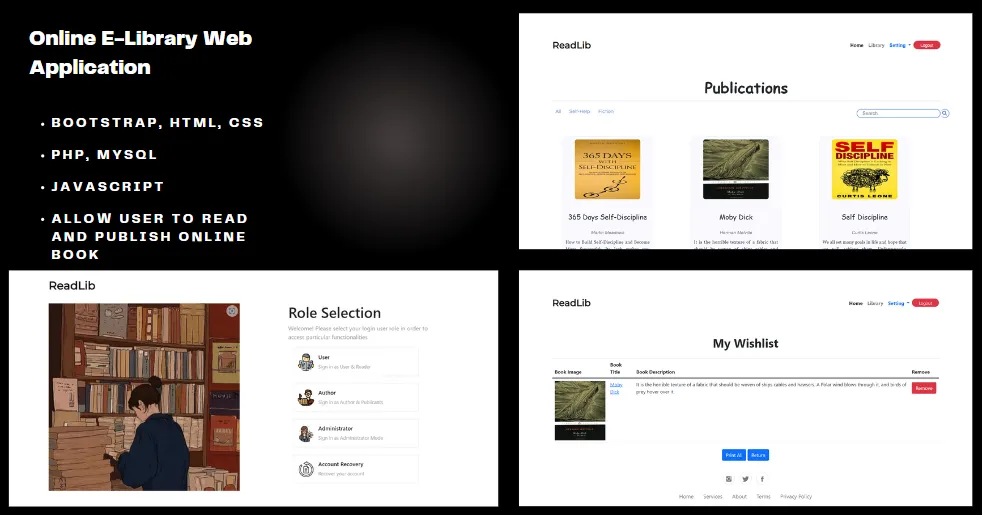 Online E-Library Web
Application
• BOOTSTRAP, HTML, CSS
• PHP, MYSQL
• JAVASCRIPT
• ALLOW USER TO READ
AND PUBLISH ONLINE
BOOK
ReadLib
Home Library Setting Logout
Publications
All Self-Help Fiction
Search
365 DAYS
WITH
SELF-DISCIPLINE
SELF
DISCIPLINE
CURTIS LEONE
365 Days Self-Discipline
Moby Dick
Self Discipline
Martin Meadows
Herman Melville
Curtis Leone
How to Build Self-Discipline and Become
It is the horrible texture of a fabric that
We all set many goals in life and hope that
ReadLib
Role Selection
Welcome! Please select your login user role in order to
access particular functionalities.
User
Sign in as User & Reader
Author
Sign in as Author & Publicists
Administrator
Sign in as Administrator Mode
Account Recovery
Recover your account
ReadLib
Home Library Setting Logout
My Wishlist
Book Image
Book
Title
Book Description
Remove
Moby
Dick
It is the horrible texture of a fabric that should be woven of ships cables and hawsers. A Polar wind blows through it, and birds of
prey hover over it.
Remove
Print All Return
Home Services About Terms Privacy Policy